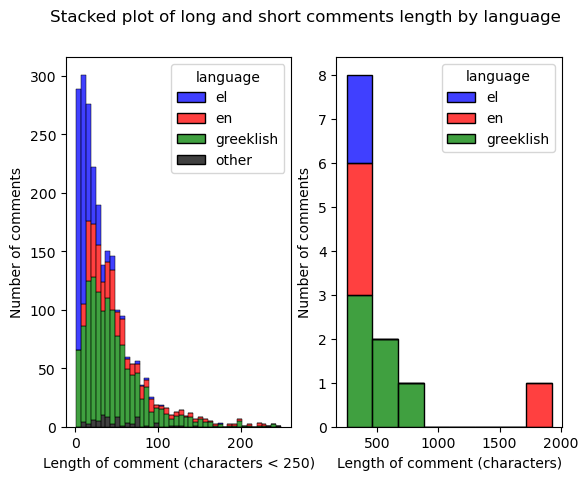 Stacked plot of long and short comments length by language
language
el
en
greeklish
other
300
250
200
150
100
50
0
Number of comments
0
100
200
Length of comment (characters < 250)
language
el
en
greeklish
8
7
6
5
4
3
2
1
0
Number of comments
500
1000
1500
2000
Length of comment (characters)